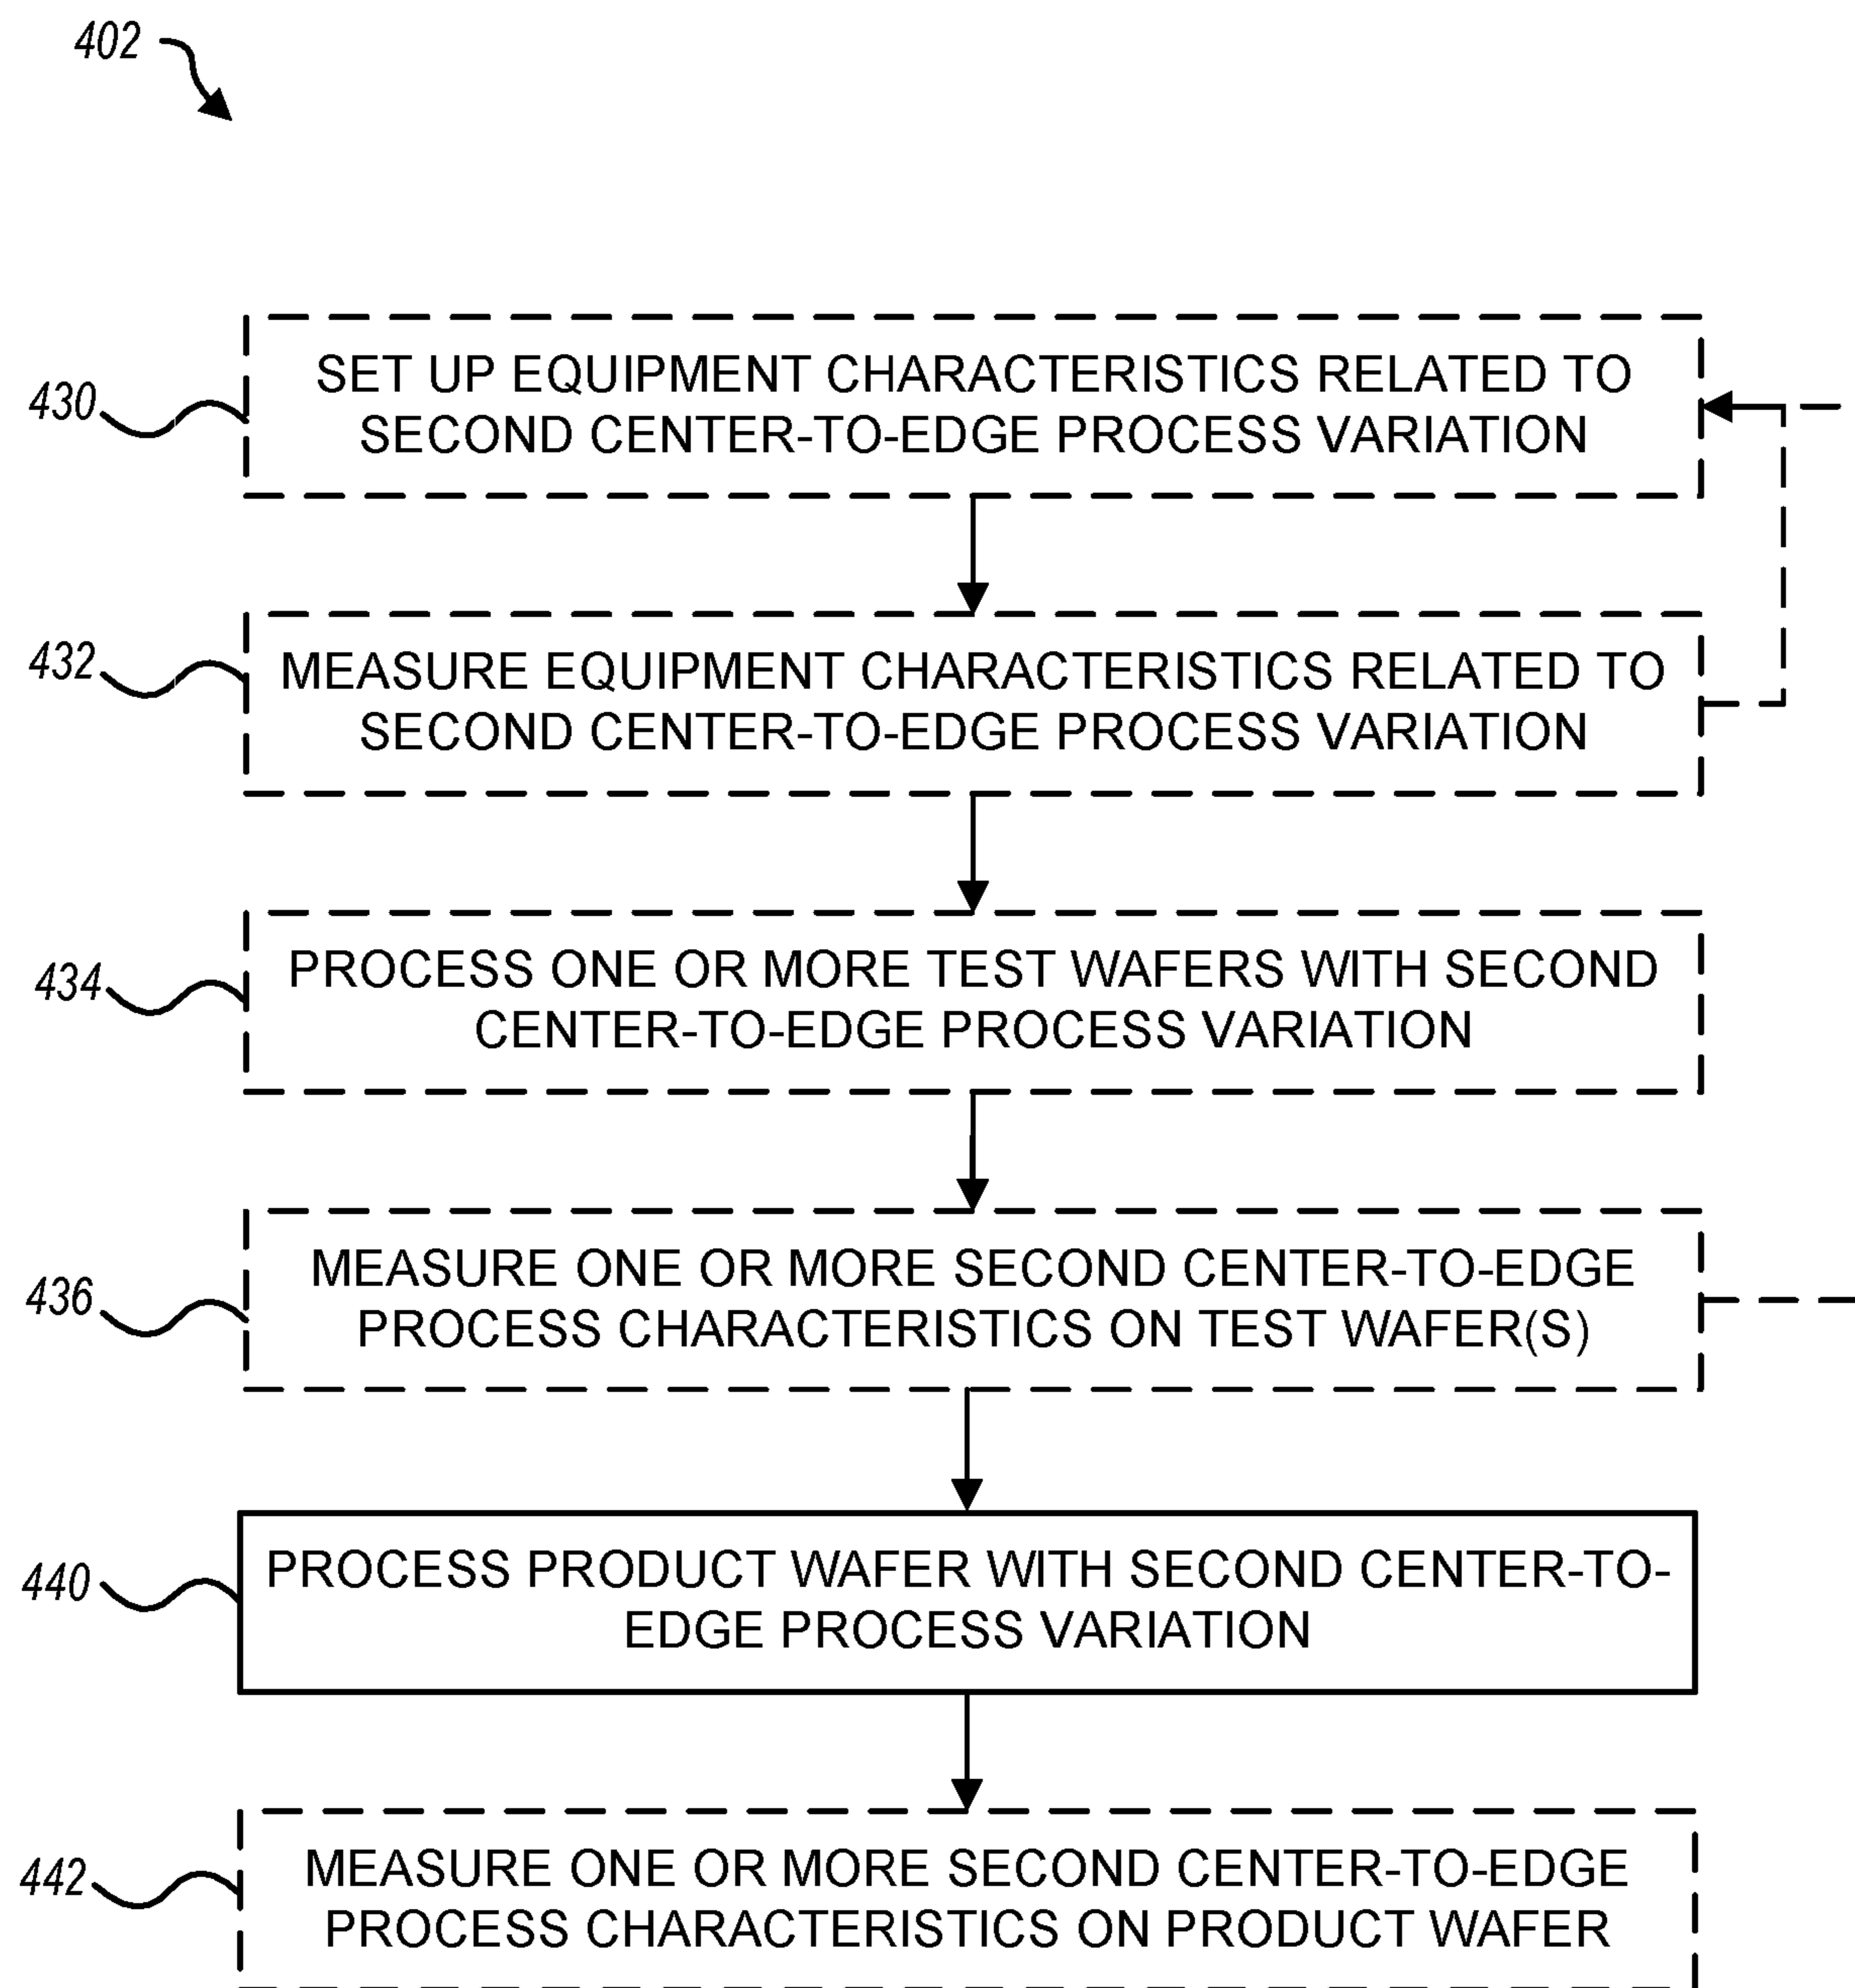 402
430
SET UP EQUIPMENT CHARACTERISTICS RELATED TO
SECOND CENTER-TO-EDGE PROCESS VARIATION
432
MEASURE EQUIPMENT CHARACTERISTICS RELATED TO
SECOND CENTER-TO-EDGE PROCESS VARIATION
434
PROCESS ONE OR MORE TEST WAFERS WITH SECOND
CENTER-TO-EDGE PROCESS VARIATION
436
MEASURE ONE OR MORE SECOND CENTER-TO-EDGE
PROCESS CHARACTERISTICS ON TEST WAFER(S)
440
PROCESS PRODUCT WAFER WITH SECOND CENTER-TO-
EDGE PROCESS VARIATION
442
MEASURE ONE OR MORE SECOND CENTER-TO-EDGE
PROCESS CHARACTERISTICS ON PRODUCT WAFER